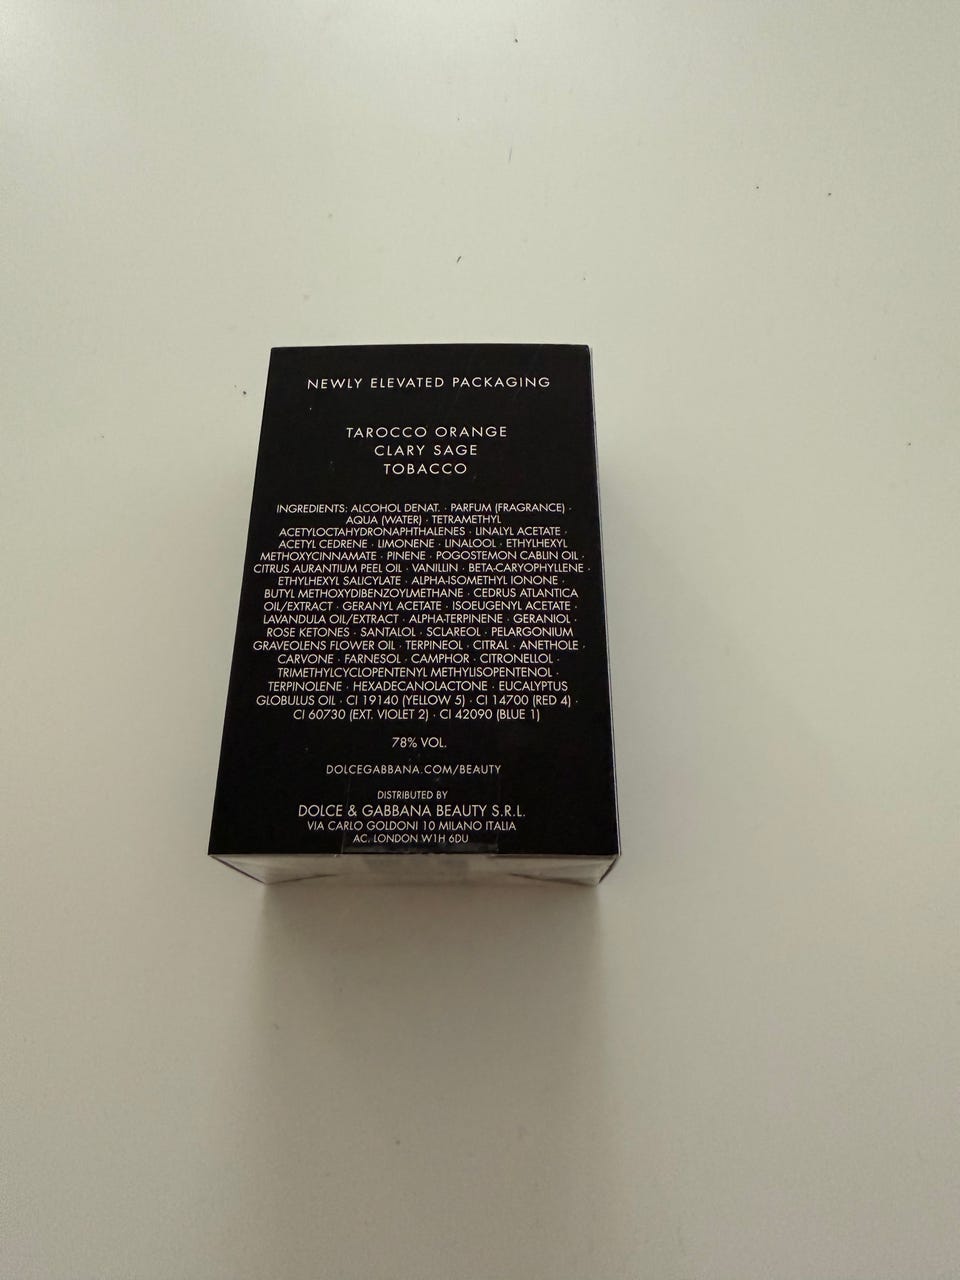 NEWLY ELEVATED PACKAGING
TAROCCO ORANGE
CLARY SAGE
TOBACCO
INGREDIENTS: ALCOHOL DENAT. · PARFUM (FRAGRANCE) ·
AQUA (WATER) · TETRAMETHYL
ACETYLOCTAHYDRONAPHTHALENES · LINALYL ACETATE ·
ACETYL CEDRENE · LIMONENE · LINALOOL · ETHYLHEXYL
METHOXYCINNAMATE · PINENE · POGOSTEMON CABLIN OIL ·
CITRUS AURANTIUM PEEL OIL · VANILLIN · BETA-CARYOPHYLLENE ·
ETHYLHEXYL SALICYLATE · ALPHA-ISOMETHYL IONONE ·
BUTYL METHOXYDIBENZOYLMETHANE · CEDRUS ATLANTICA
OIL/EXTRACT · GERANYL ACETATE · ISOEUGENYL ACETATE ·
LAVANDULA OIL/EXTRACT · ALPHA-TERPINENE · GERANIOL ·
ROSE KETONES · SANTALOL · SCLAREOL · PELARGONIUM
GRAVEOLENS FLOWER OIL · TERPINEOL · CITRAL · ANETHOLE ·
CARVONE · FARNESOL · CAMPHOR · CITRONELLOL ·
TRIMETHYLCYCLOPENTENYL METHYLISOPENTENOL ·
TERPINOLENE · HEXADECANOLACTONE · EUCALYPTUS
GLOBULUS OIL · CI 19140 (YELLOW 5) · CI 14700 (RED 4) ·
CI 60730 (EXT. VIOLET 2) · CI 42090 (BLUE 1)
78% VOL.
DOLCEGABBANA.COM/BEAUTY
DISTRIBUTED BY
DOLCE & GABBANA BEAUTY S.R.L.
VIA CARLO GOLDONI 10 MILANO ITALIA
AC. LONDON W1H 6DU